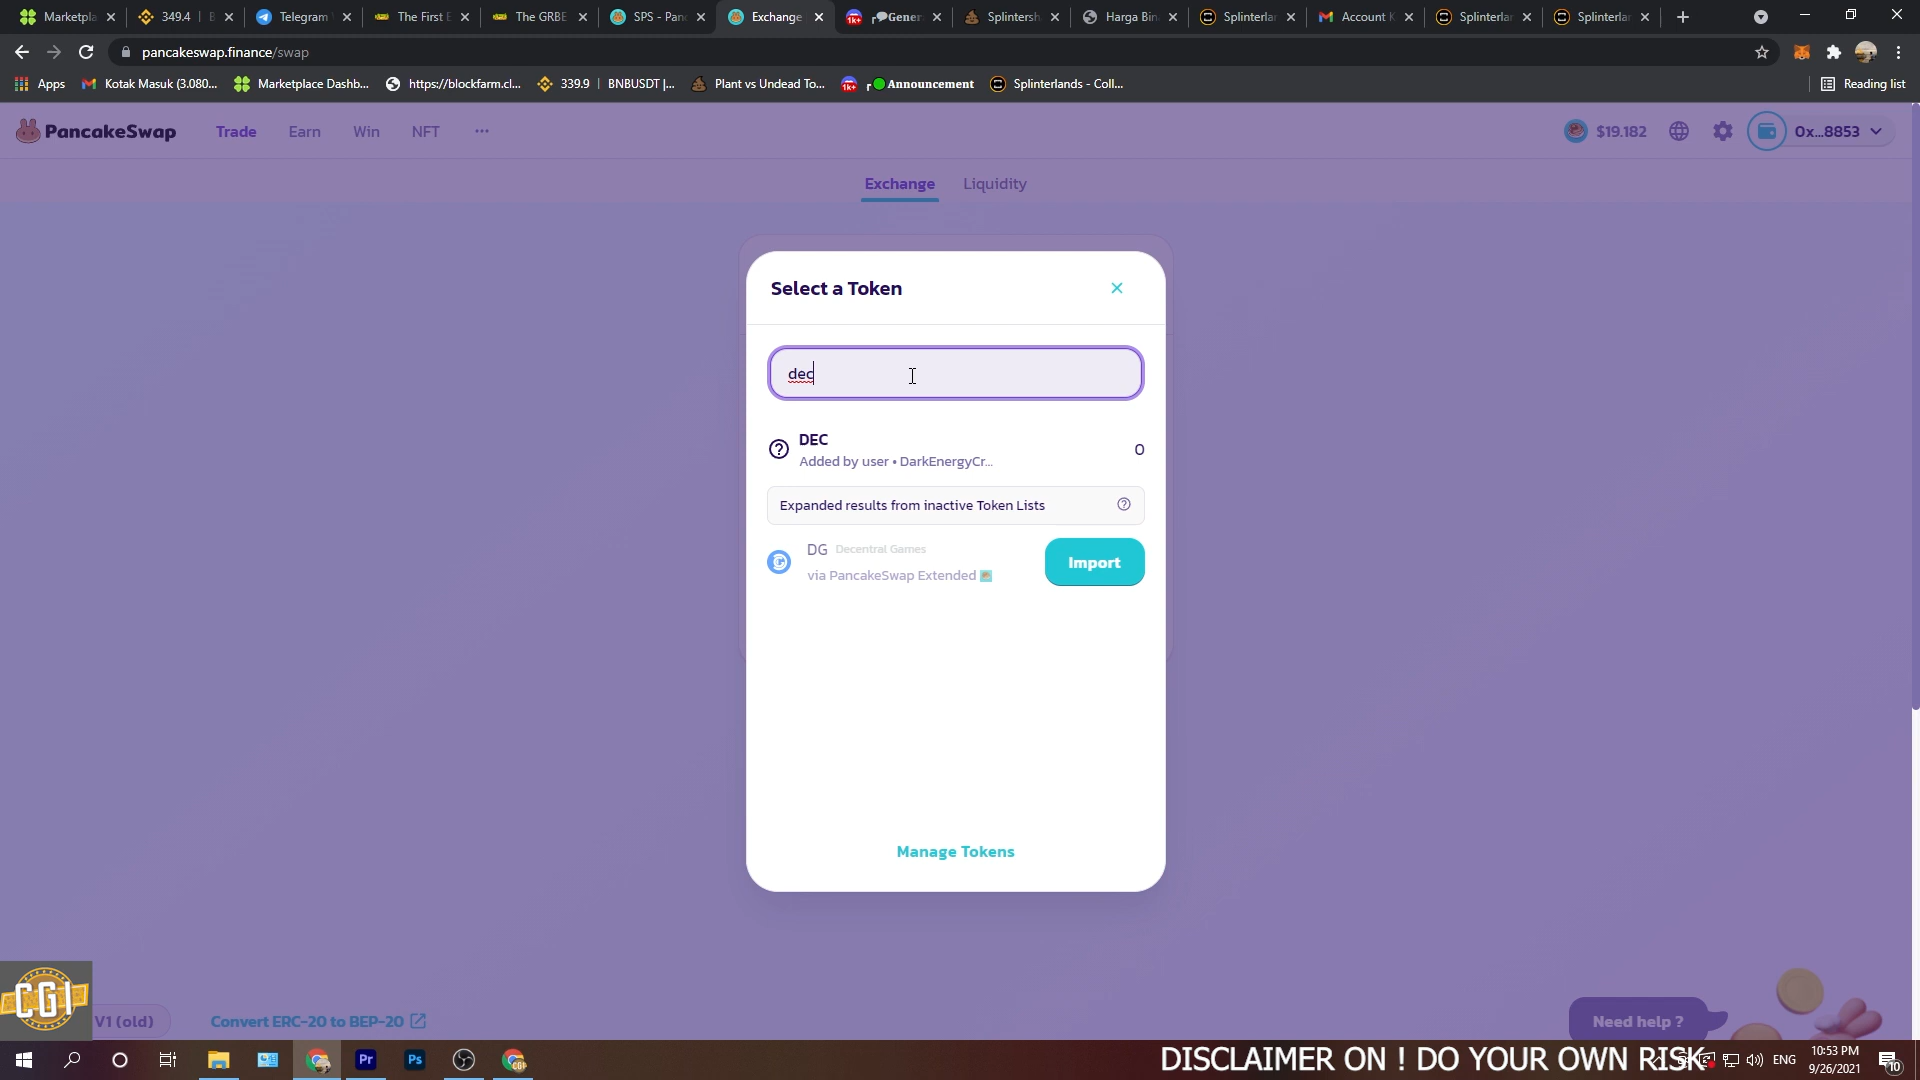 Marketpla
349.4 | B
Telegram
The First E
The GRBE
SPS - Pan
Exchange
Splintersh
Harga Bin
Splinterlar
Account K
Splinterlar
Splinterlar
pancakeswap.finance/swap
Apps
Kotak Masuk (3.080...
Marketplace Dashb...
https://blockfarm.cl...
339.9 | BNBUSDT |...
Plant vs Undead To...
1k+
Announcement
Splinterlands - Coll...
Reading list
PancakeSwap
Trade
Earn
Win
NFT
$19.182
0x...8853
Exchange
Liquidity
Select a Token
dec
DEC
Added by user • DarkEnergyCr...
0
Expanded results from inactive Token Lists
DG Decentral Games
via PancakeSwap Extended
Import
Manage Tokens
CGI
V1 (old)
Convert ERC-20 to BEP-20
Need help ?
Pr
Ps
DISCLAIMER ON ! DO YOUR OWN RISK
ENG
10:53 PM
9/26/2021
10